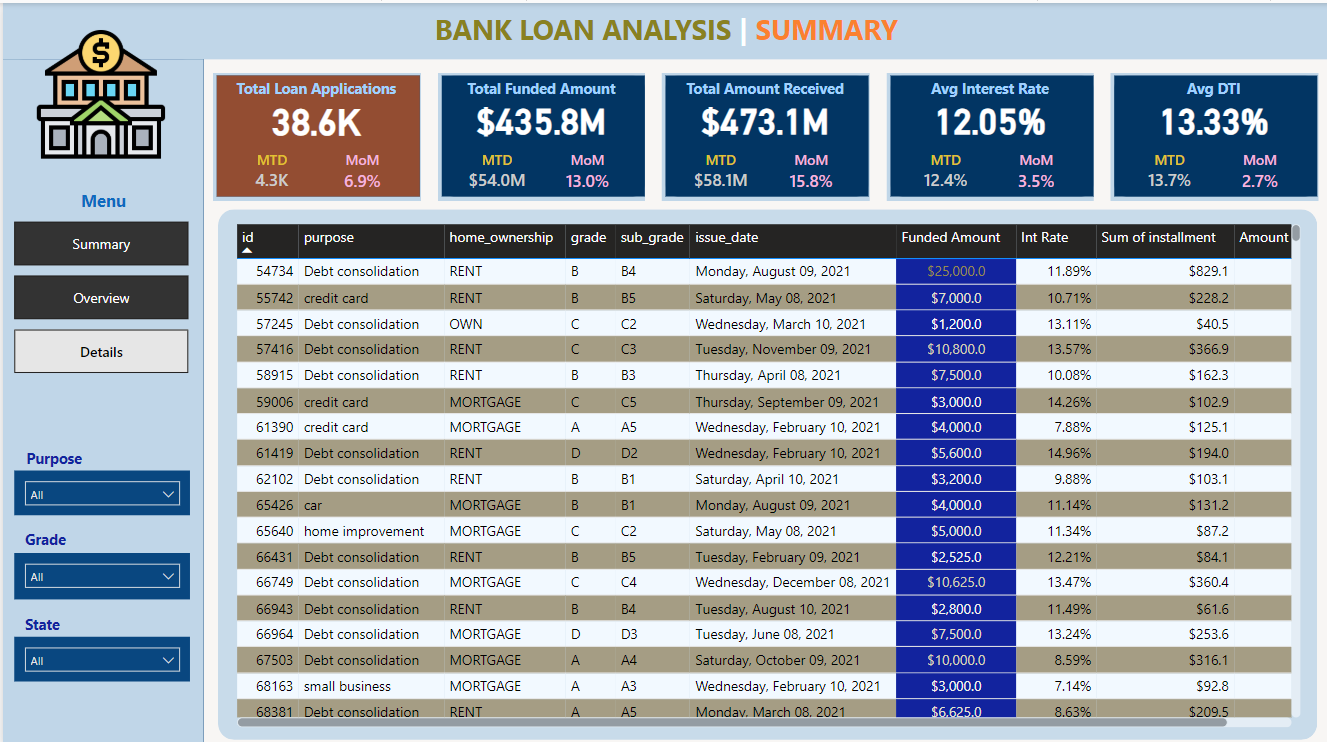 BANK LOAN ANALYSIS | SUMMARY
$
Menu
Summary
Overview
Details
Purpose
All
Grade
All
State
All
Total Loan Applications
38.6K
MTD MoM
4.3K 6.9%
Total Funded Amount
$435.8M
MTD MoM
$54.0M 13.0%
Total Amount Received
$473.1M
MTD MoM
$58.1M 15.8%
Avg Interest Rate
12.05%
MTD MoM
12.4% 3.5%
Avg DTI
13.33%
MTD MoM
13.7% 2.7%
id purpose home_ownership grade sub_grade issue_date Funded Amount Int Rate Sum of installment Amount
54734 Debt consolidation RENT B B4 Monday, August 09, 2021 $25,000.0 11.89% $829.1
55742 credit card RENT B B5 Saturday, May 08, 2021 $7,000.0 10.71% $228.2
57245 Debt consolidation OWN C C2 Wednesday, March 10, 2021 $1,200.0 13.11% $40.5
57416 Debt consolidation RENT C C3 Tuesday, November 09, 2021 $10,800.0 13.57% $366.9
58915 Debt consolidation RENT B B3 Thursday, April 08, 2021 $7,500.0 10.08% $162.3
59006 credit card MORTGAGE C C5 Thursday, September 09, 2021 $3,000.0 14.26% $102.9
61390 credit card MORTGAGE A A5 Wednesday, February 10, 2021 $4,000.0 7.88% $125.1
61419 Debt consolidation RENT D D2 Wednesday, February 10, 2021 $5,600.0 14.96% $194.0
62102 Debt consolidation RENT B B1 Saturday, April 10, 2021 $3,200.0 9.88% $103.1
65426 car MORTGAGE B B1 Monday, August 09, 2021 $4,000.0 11.14% $131.2
65640 home improvement MORTGAGE C C2 Saturday, May 08, 2021 $5,000.0 11.34% $87.2
66431 Debt consolidation RENT B B5 Tuesday, February 09, 2021 $2,525.0 12.21% $84.1
66749 Debt consolidation MORTGAGE C C4 Wednesday, December 08, 2021 $10,625.0 13.47% $360.4
66943 Debt consolidation RENT B B4 Tuesday, August 10, 2021 $2,800.0 11.49% $61.6
66964 Debt consolidation MORTGAGE D D3 Tuesday, June 08, 2021 $7,500.0 13.24% $253.6
67503 Debt consolidation MORTGAGE A A4 Saturday, October 09, 2021 $10,000.0 8.59% $316.1
68163 small business MORTGAGE A A3 Wednesday, February 10, 2021 $3,000.0 7.14% $92.8
68381 Debt consolidation RENT A A5 Monday, March 08, 2021 $6,625.0 8.63% $209.5